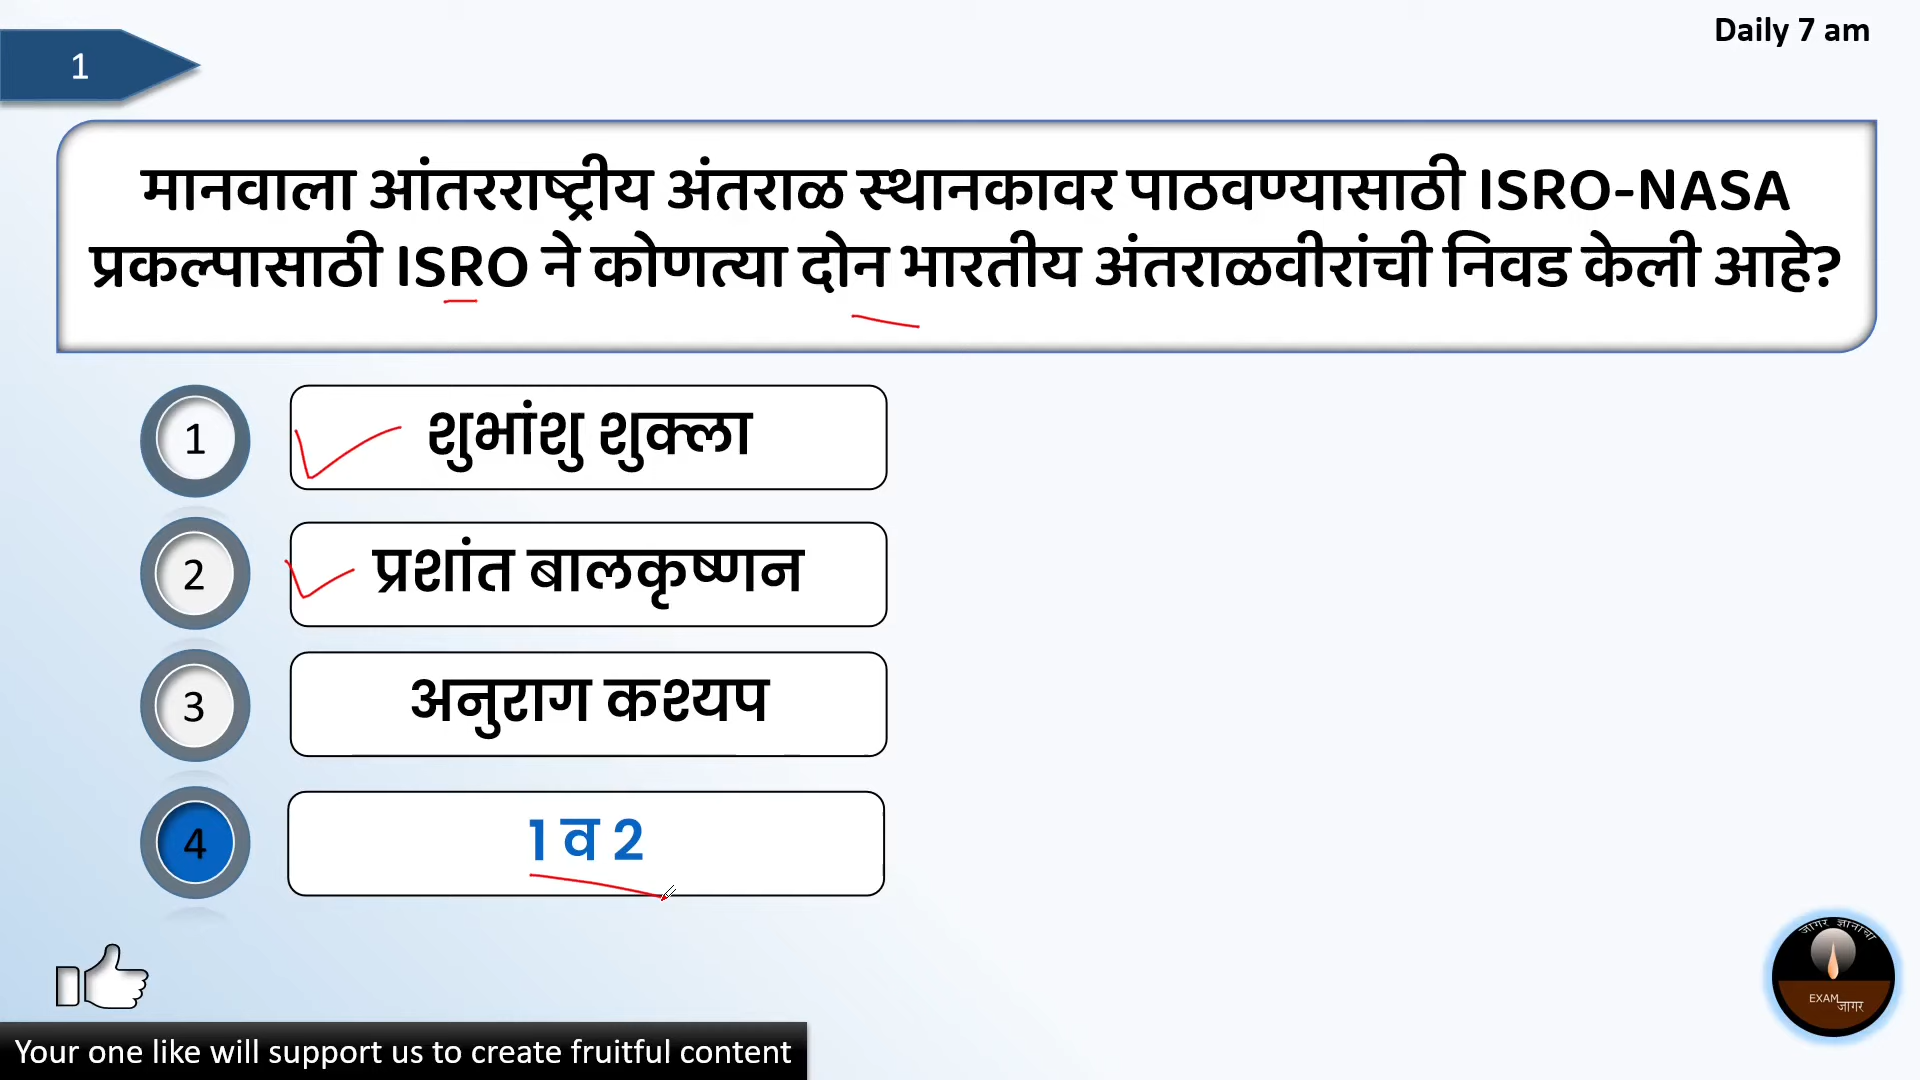 Daily 7 am
1
मानवाला आंतरराष्ट्रीय अंतराळ स्थानकावर पाठवण्यासाठी ISRO-NASA
प्रकल्पासाठी ISRO ने कोणत्या दोन भारतीय अंतराळवीरांची निवड केली आहे?
1 शुभांशु शुक्ला
2 प्रशांत बालकृष्णन
3 अनुराग कश्यप
4 1 व 2
जागर ज्ञानाचा
EXAM जागर
Your one like will support us to create fruitful content